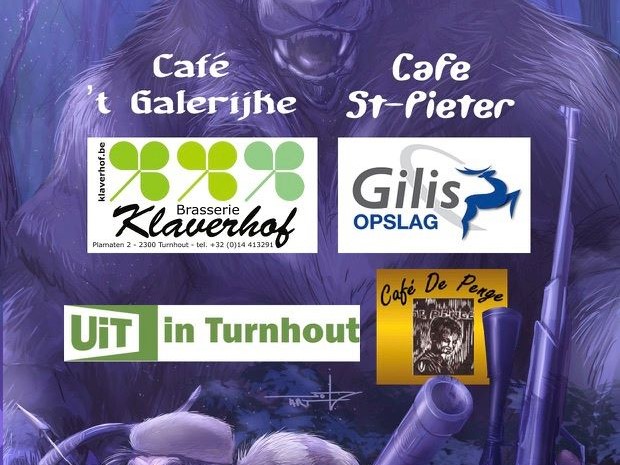 Café
't Galerijke
Cafe
St-Pieter
klaverhof.be
Brasserie
Klaverhof
Plamaten 2 - 2300 Turnhout - tel. +32 (0)14 413291
Gilis
OPSLAG
UiT in Turnhout
Café De Penge